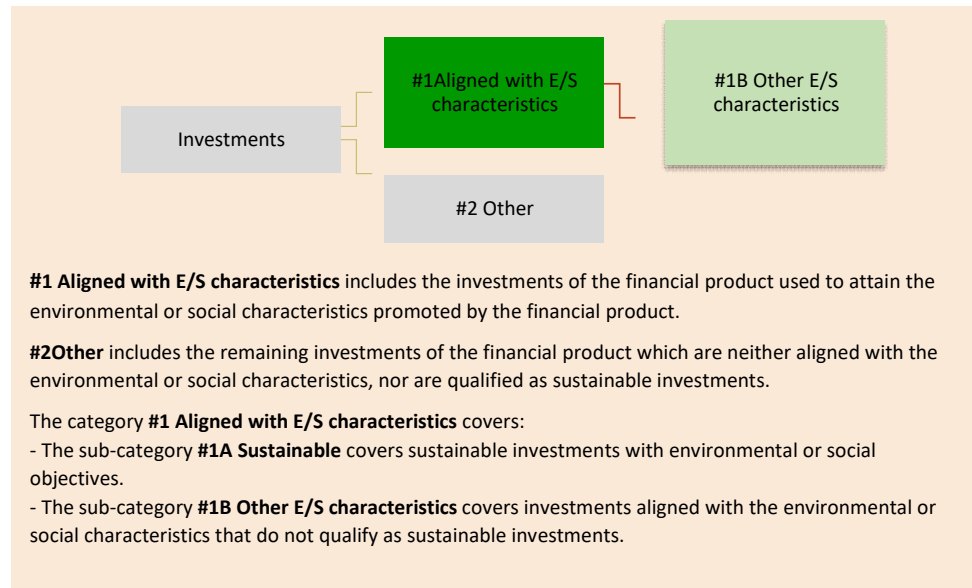 #1Aligned with E/S
characteristics
#1B Other E/S
characteristics
Investments
#2 Other
#1 Aligned with E/S characteristics includes the investments of the financial product used to attain the
environmental or social characteristics promoted by the financial product.
#2Other includes the remaining investments of the financial product which are neither aligned with the
environmental or social characteristics, nor are qualified as sustainable investments.
The category #1 Aligned with E/S characteristics covers:
- The sub-category #1A Sustainable covers sustainable investments with environmental or social
objectives.
- The sub-category #1B Other E/S characteristics covers investments aligned with the environmental or
social characteristics that do not qualify as sustainable investments.